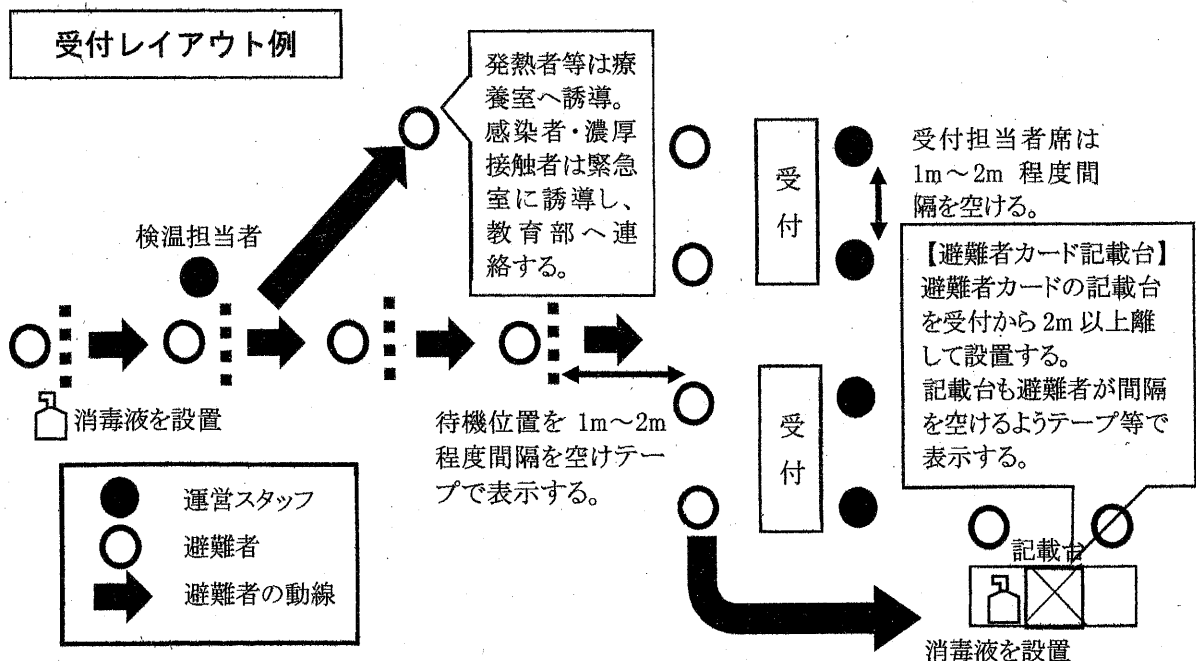 受付レイアウト例
発熱者等は療
養室へ誘導。
感染者・濃厚
接触者は緊急
室に誘導し、
教育部へ連
絡する。
検温担当者
消毒液を設置
待機位置を 1m～2m
程度間隔を空けテー
プで表示する。
受
付
受
付
受付担当者席は
1m～2m 程度間
隔を空ける。
【避難者カード記載台】
避難者カードの記載台
を受付から 2m 以上離
して設置する。
記載台も避難者が間隔
を空けるようテープ等で
表示する。
運営スタッフ
避難者
避難者の動線
記載台
消毒液を設置